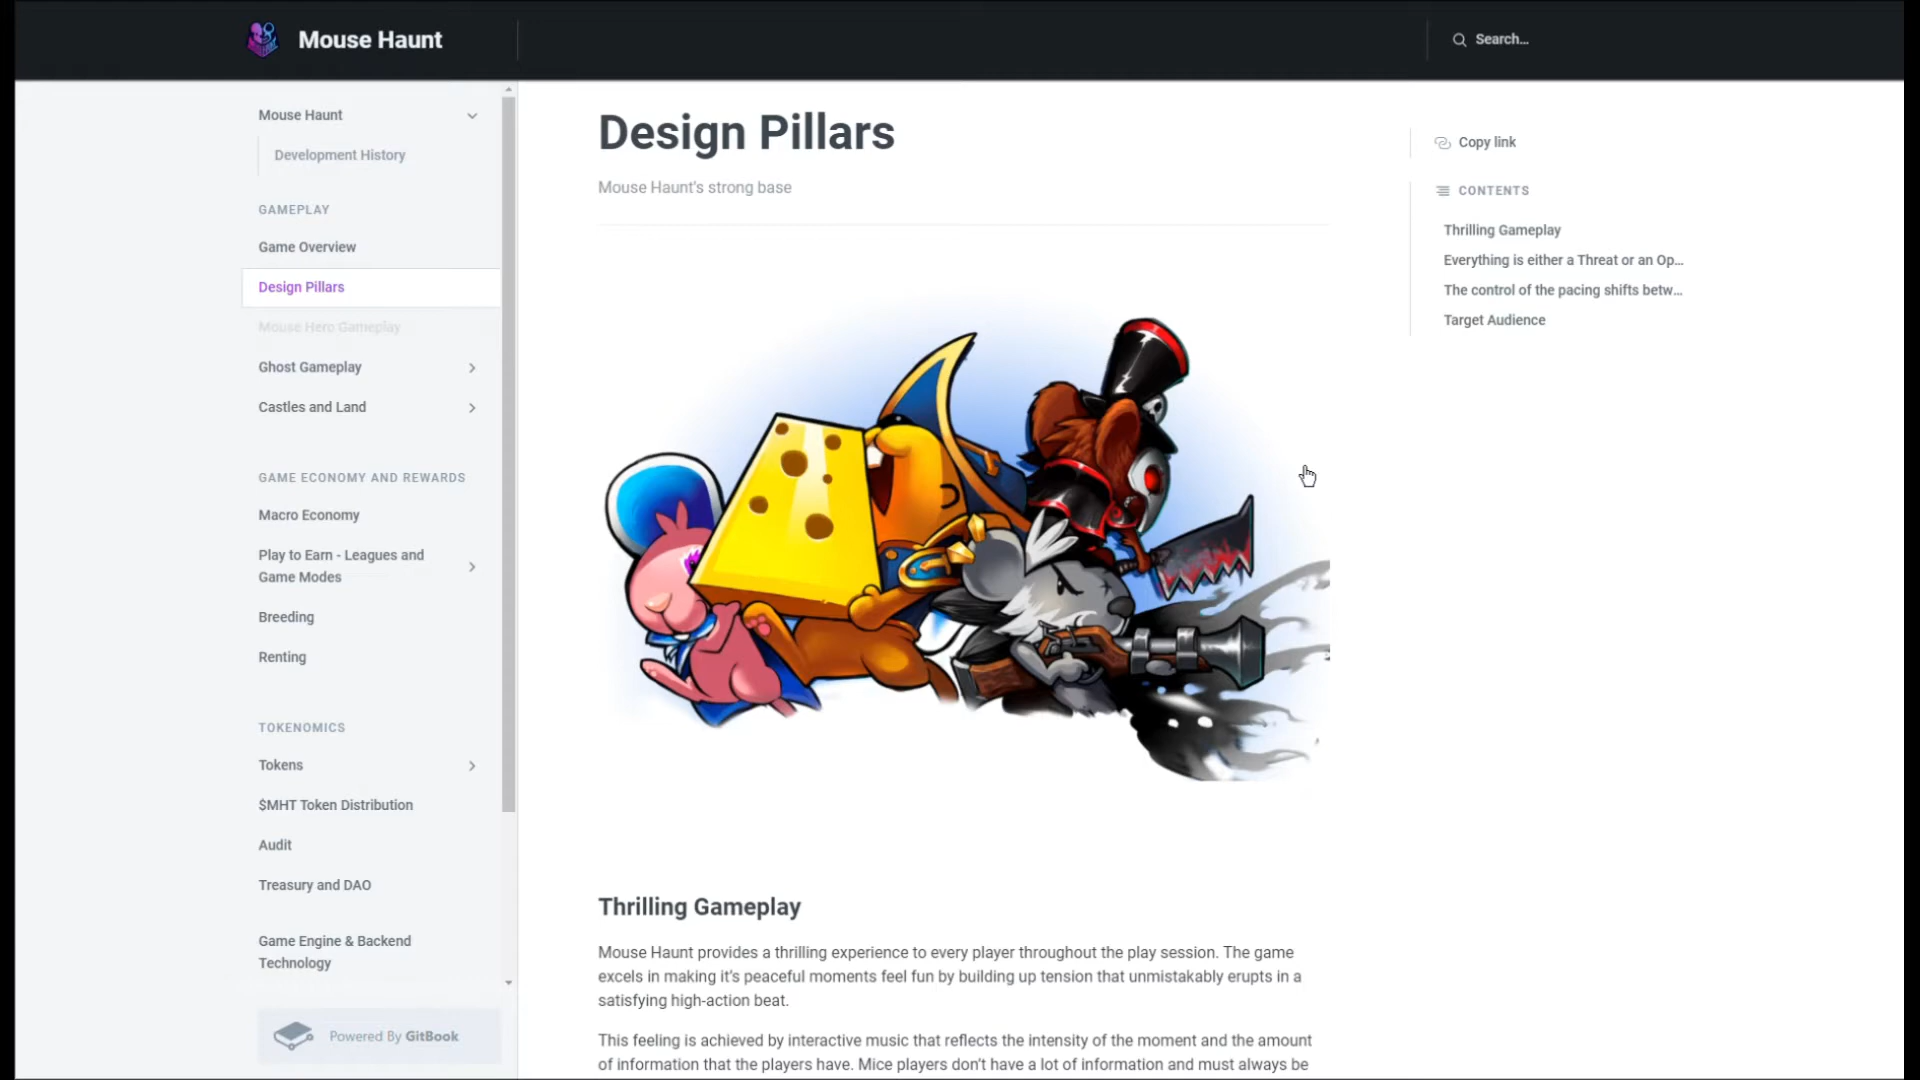 Mouse Haunt
Search...
Mouse Haunt
Development History
GAMEPLAY
Game Overview
Design Pillars
Mouse Hero Gameplay
Ghost Gameplay
Castles and Land
GAME ECONOMY AND REWARDS
Macro Economy
Play to Earn - Leagues and
Game Modes
Breeding
Renting
TOKENOMICS
Tokens
$MHT Token Distribution
Audit
Treasury and DAO
Game Engine & Backend
Technology
Powered By GitBook
Design Pillars
Mouse Haunt's strong base
Thrilling Gameplay
Mouse Haunt provides a thrilling experience to every player throughout the play session. The game
excels in making it's peaceful moments feel fun by building up tension that unmistakably erupts in a
satisfying high-action beat.
This feeling is achieved by interactive music that reflects the intensity of the moment and the amount
of information that the players have. Mice players don't have a lot of information and must always be
Copy link
CONTENTS
Thrilling Gameplay
Everything is either a Threat or an Op...
The control of the pacing shifts betw...
Target Audience